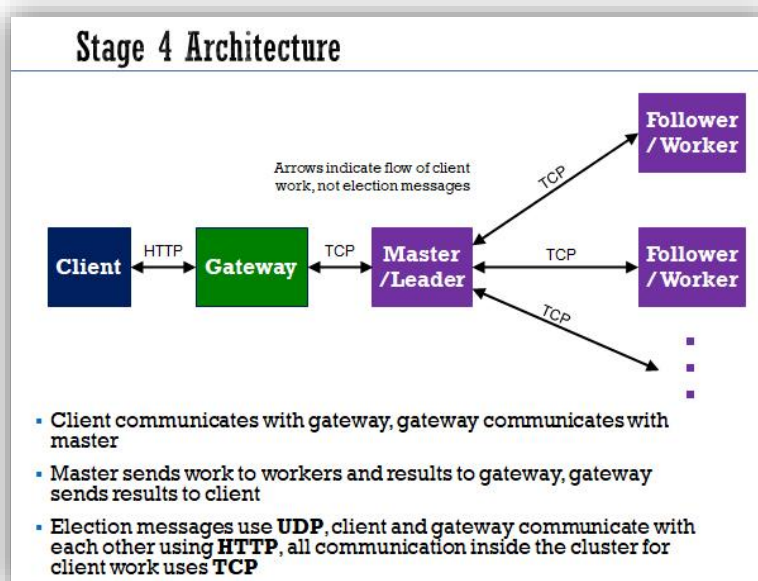 Stage 4 Architecture
Follower
/Worker
Arrows indicate flow of client
work, not election messages
TCP
Client
HTTP
Gateway
TCP
Master
/Leader
TCP
Follower
/Worker
TCP
Client communicates with gateway, gateway communicates with
master
Master sends work to workers and results to gateway, gateway
sends results to client
Election messages use UDP, client and gateway communicate with
each other using HTTP, all communication inside the cluster for
client work uses TCP